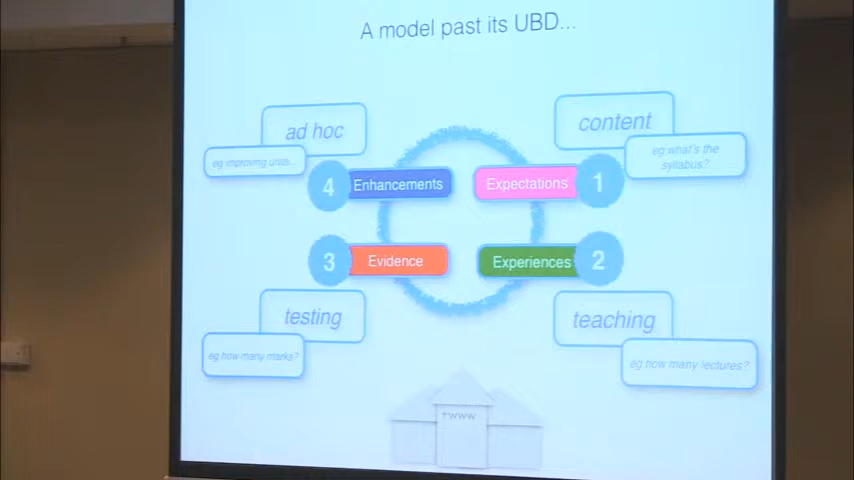 A model past its UBD...
ad hoc
eg improving units...
4
Enhancements
content
eg what's the
syllabus?
Expectations
1
3
Evidence
testing
eg how many marks?
Experiences
2
teaching
eg how many lectures?